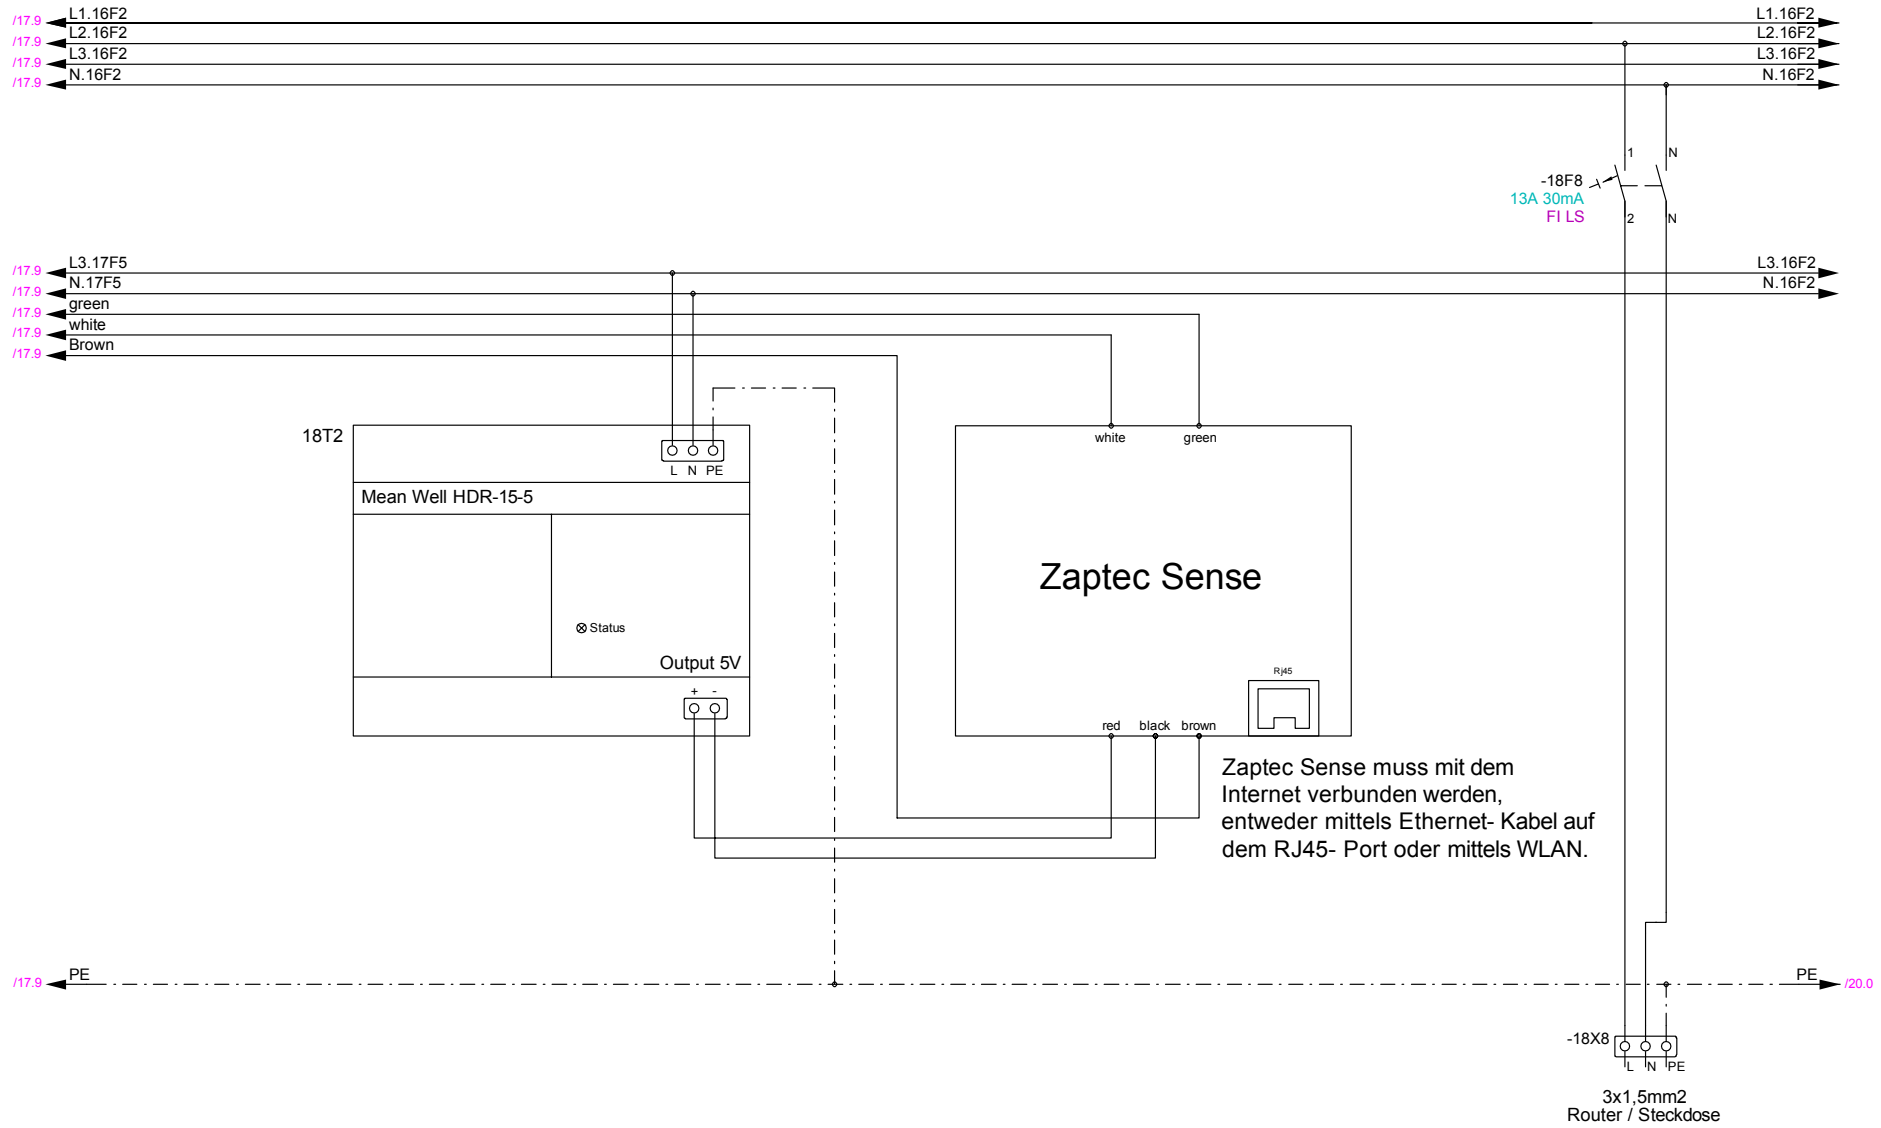 /17.9 L1.16F2 L1.16F2
/17.9 L2.16F2 L2.16F2
/17.9 L3.16F2 L3.16F2
/17.9 N.16F2 N.16F2
1 N
-18F8
13A 30mA
FI LS
2 N
/17.9 L3.17F5 L3.16F2
/17.9 N.17F5 N.16F2
/17.9 green
/17.9 white
/17.9 Brown
18T2
L N PE
Mean Well HDR-15-5
Status
Output 5V
+ -
white green
Zaptec Sense
Rj45
red black brown
Zaptec Sense muss mit dem
Internet verbunden werden,
entweder mittels Ethernet- Kabel auf
dem RJ45- Port oder mittels WLAN.
/17.9 PE PE /20.0
-18X8
L N PE
3x1,5mm2
Router / Steckdose